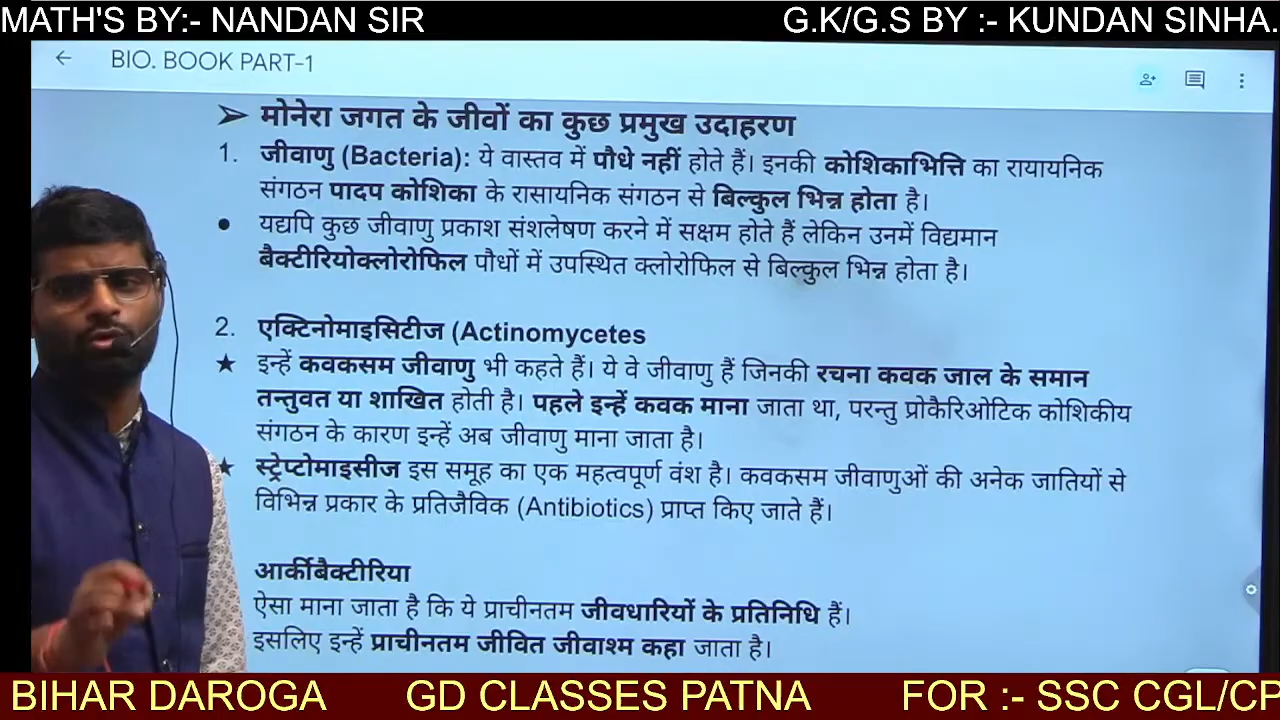 MATH'S BY:- NANDAN SIR
G.K/G.S BY :- KUNDAN SINHA.
BIO. BOOK PART-1
➢ मोनेरा जगत के जीवों का कुछ प्रमुख उदाहरण
1. जीवाणु (Bacteria): ये वास्तव में पौधे नहीं होते हैं। इनकी कोशिकाभित्ति का रायायनिक
संगठन पादप कोशिका के रासायनिक संगठन से बिल्कुल भिन्न होता है।
● यद्यपि कुछ जीवाणु प्रकाश संशलेषण करने में सक्षम होते हैं लेकिन उनमें विद्यमान
बैक्टीरियोक्लोरोफिल पौधों में उपस्थित क्लोरोफिल से बिल्कुल भिन्न होता है।
2. एक्टिनोमाइसिटीज (Actinomycetes
★ इन्हें कवकसम जीवाणु भी कहते हैं। ये वे जीवाणु हैं जिनकी रचना कवक जाल के समान
तन्तुवत या शाखित होती है। पहले इन्हें कवक माना जाता था, परन्तु प्रोकैरिओटिक कोशिकीय
संगठन के कारण इन्हें अब जीवाणु माना जाता है।
★ स्ट्रेप्टोमाइसीज इस समूह का एक महत्वपूर्ण वंश है। कवकसम जीवाणुओं की अनेक जातियों से
विभिन्न प्रकार के प्रतिजैविक (Antibiotics) प्राप्त किए जाते हैं।
आर्कीबैक्टीरिया
ऐसा माना जाता है कि ये प्राचीनतम जीवधारियों के प्रतिनिधि हैं।
इसलिए इन्हें प्राचीनतम जीवित जीवाश्म कहा जाता है।
BIHAR DAROGA GD CLASSES PATNA FOR :- SSC CGL/CP